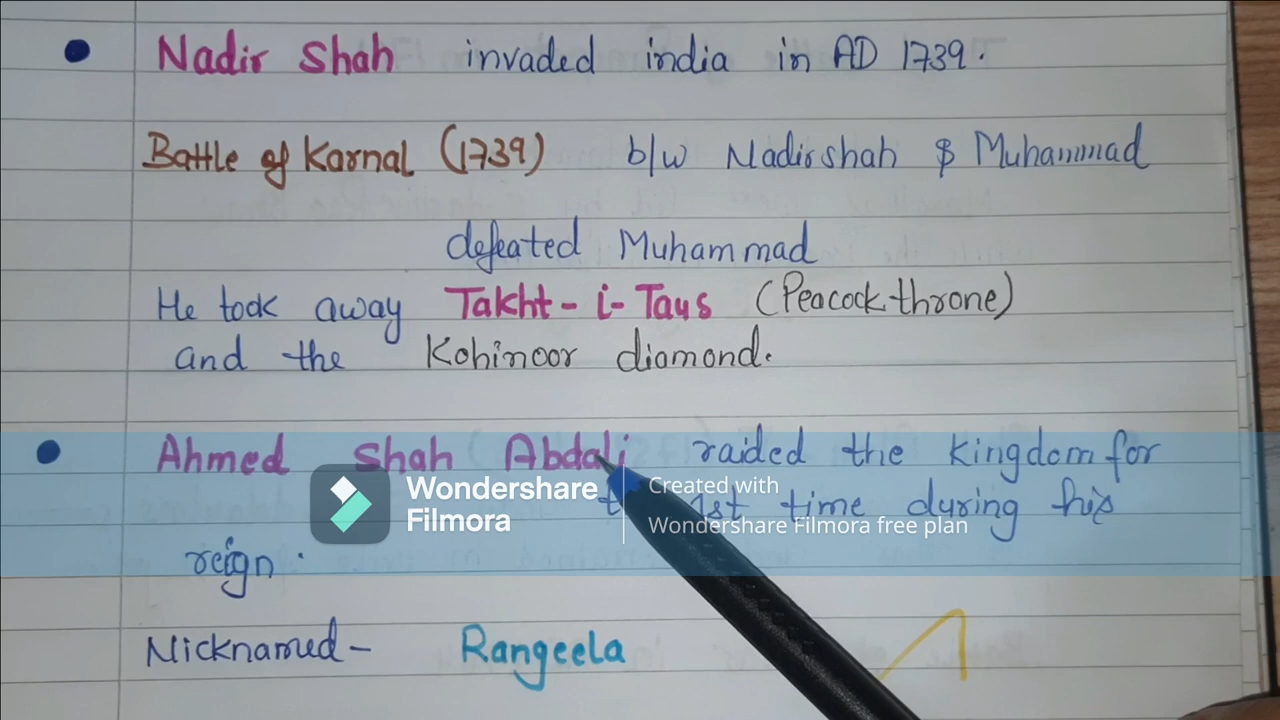 Nadir Shah invaded india in AD 1739.
Battle of Karnal (1739) b/w Nadirshah & Muhammad
defeated Muhammad
He took away Takht-i-Taus (Peacock throne)
and the Kohinoor diamond.
Ahmed Shah Abdali raided the kingdom for
1st time during his
reign.
Wondershare
Filmora
Created with
Wondershare Filmora free plan
Nicknamed- Rangeela